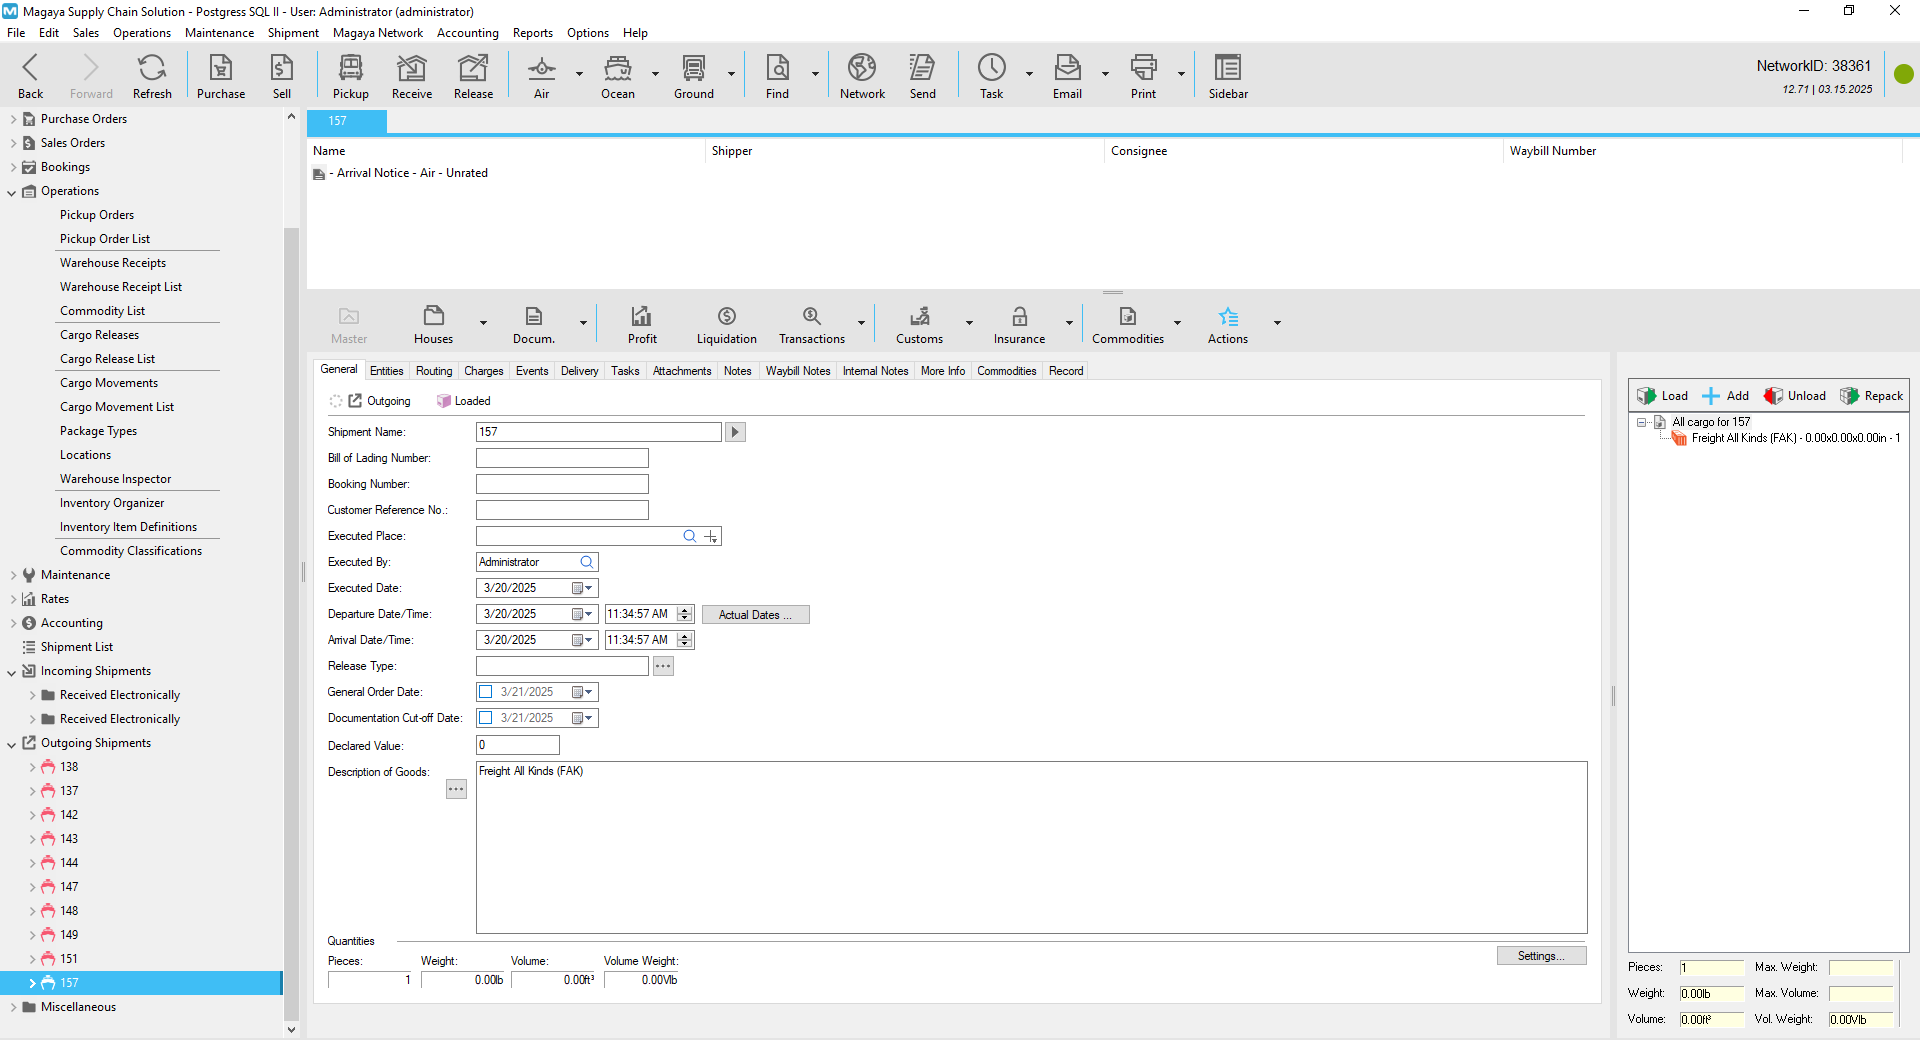 Magaya Supply Chain Solution - Postgress SQL II - User: Administrator (administrator)
File Edit Sales Operations Maintenance Shipment Magaya Network Accounting Reports Options Help
Back Forward Refresh Purchase Sell Pickup Receive Release Air Ocean Ground Find Network Send Task Email Print Sidebar
NetworkID: 38361
12.71 | 03.15.2025
Purchase Orders
Sales Orders
Bookings
Operations
Pickup Orders
Pickup Order List
Warehouse Receipts
Warehouse Receipt List
Commodity List
Cargo Releases
Cargo Release List
Cargo Movements
Cargo Movement List
Package Types
Locations
Warehouse Inspector
Inventory Organizer
Inventory Item Definitions
Commodity Classifications
Maintenance
Rates
Accounting
Shipment List
Incoming Shipments
Received Electronically
Received Electronically
Outgoing Shipments
138
137
142
143
144
147
148
149
151
157
Miscellaneous
157
Name Shipper Consignee Waybill Number
- Arrival Notice - Air - Unrated
Master Houses Docum. Profit Liquidation Transactions Customs Insurance Commodities Actions
General Entities Routing Charges Events Delivery Tasks Attachments Notes Waybill Notes Internal Notes More Info Commodities Record
Outgoing Loaded
Shipment Name: 157
Bill of Lading Number:
Booking Number:
Customer Reference No.:
Executed Place:
Executed By: Administrator
Executed Date: 3/20/2025
Departure Date/Time: 3/20/2025 11:34:57 AM Actual Dates ...
Arrival Date/Time: 3/20/2025 11:34:57 AM
Release Type: ...
General Order Date: 3/21/2025
Documentation Cut-off Date: 3/21/2025
Declared Value: 0
Description of Goods: Freight All Kinds (FAK)
...
Quantities
Pieces: Weight: Volume: Volume Weight:
1 0.00lb 0.00ft³ 0.00Vlb
Settings...
Load Add Unload Repack
All cargo for 157
Freight All Kinds (FAK) - 0.00x0.00x0.00in - 1
Pieces: 1 Max. Weight:
Weight: 0.00lb Max. Volume:
Volume: 0.00ft³ Vol. Weight: 0.00Vlb